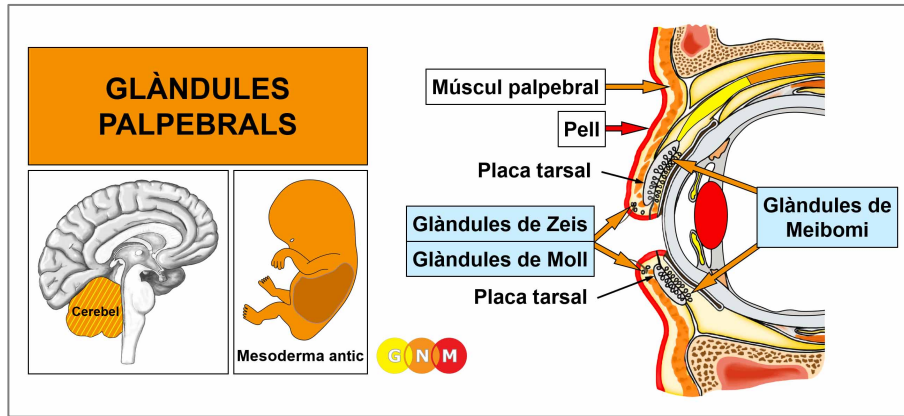 GLÀNDULES
PALPEBRALS
Cerebel
Mesoderma antic
G N M
Múscul palpebral
Pell
Placa tarsal
Glàndules de Zeis
Glàndules de Moll
Placa tarsal
Glàndules de
Meibomi